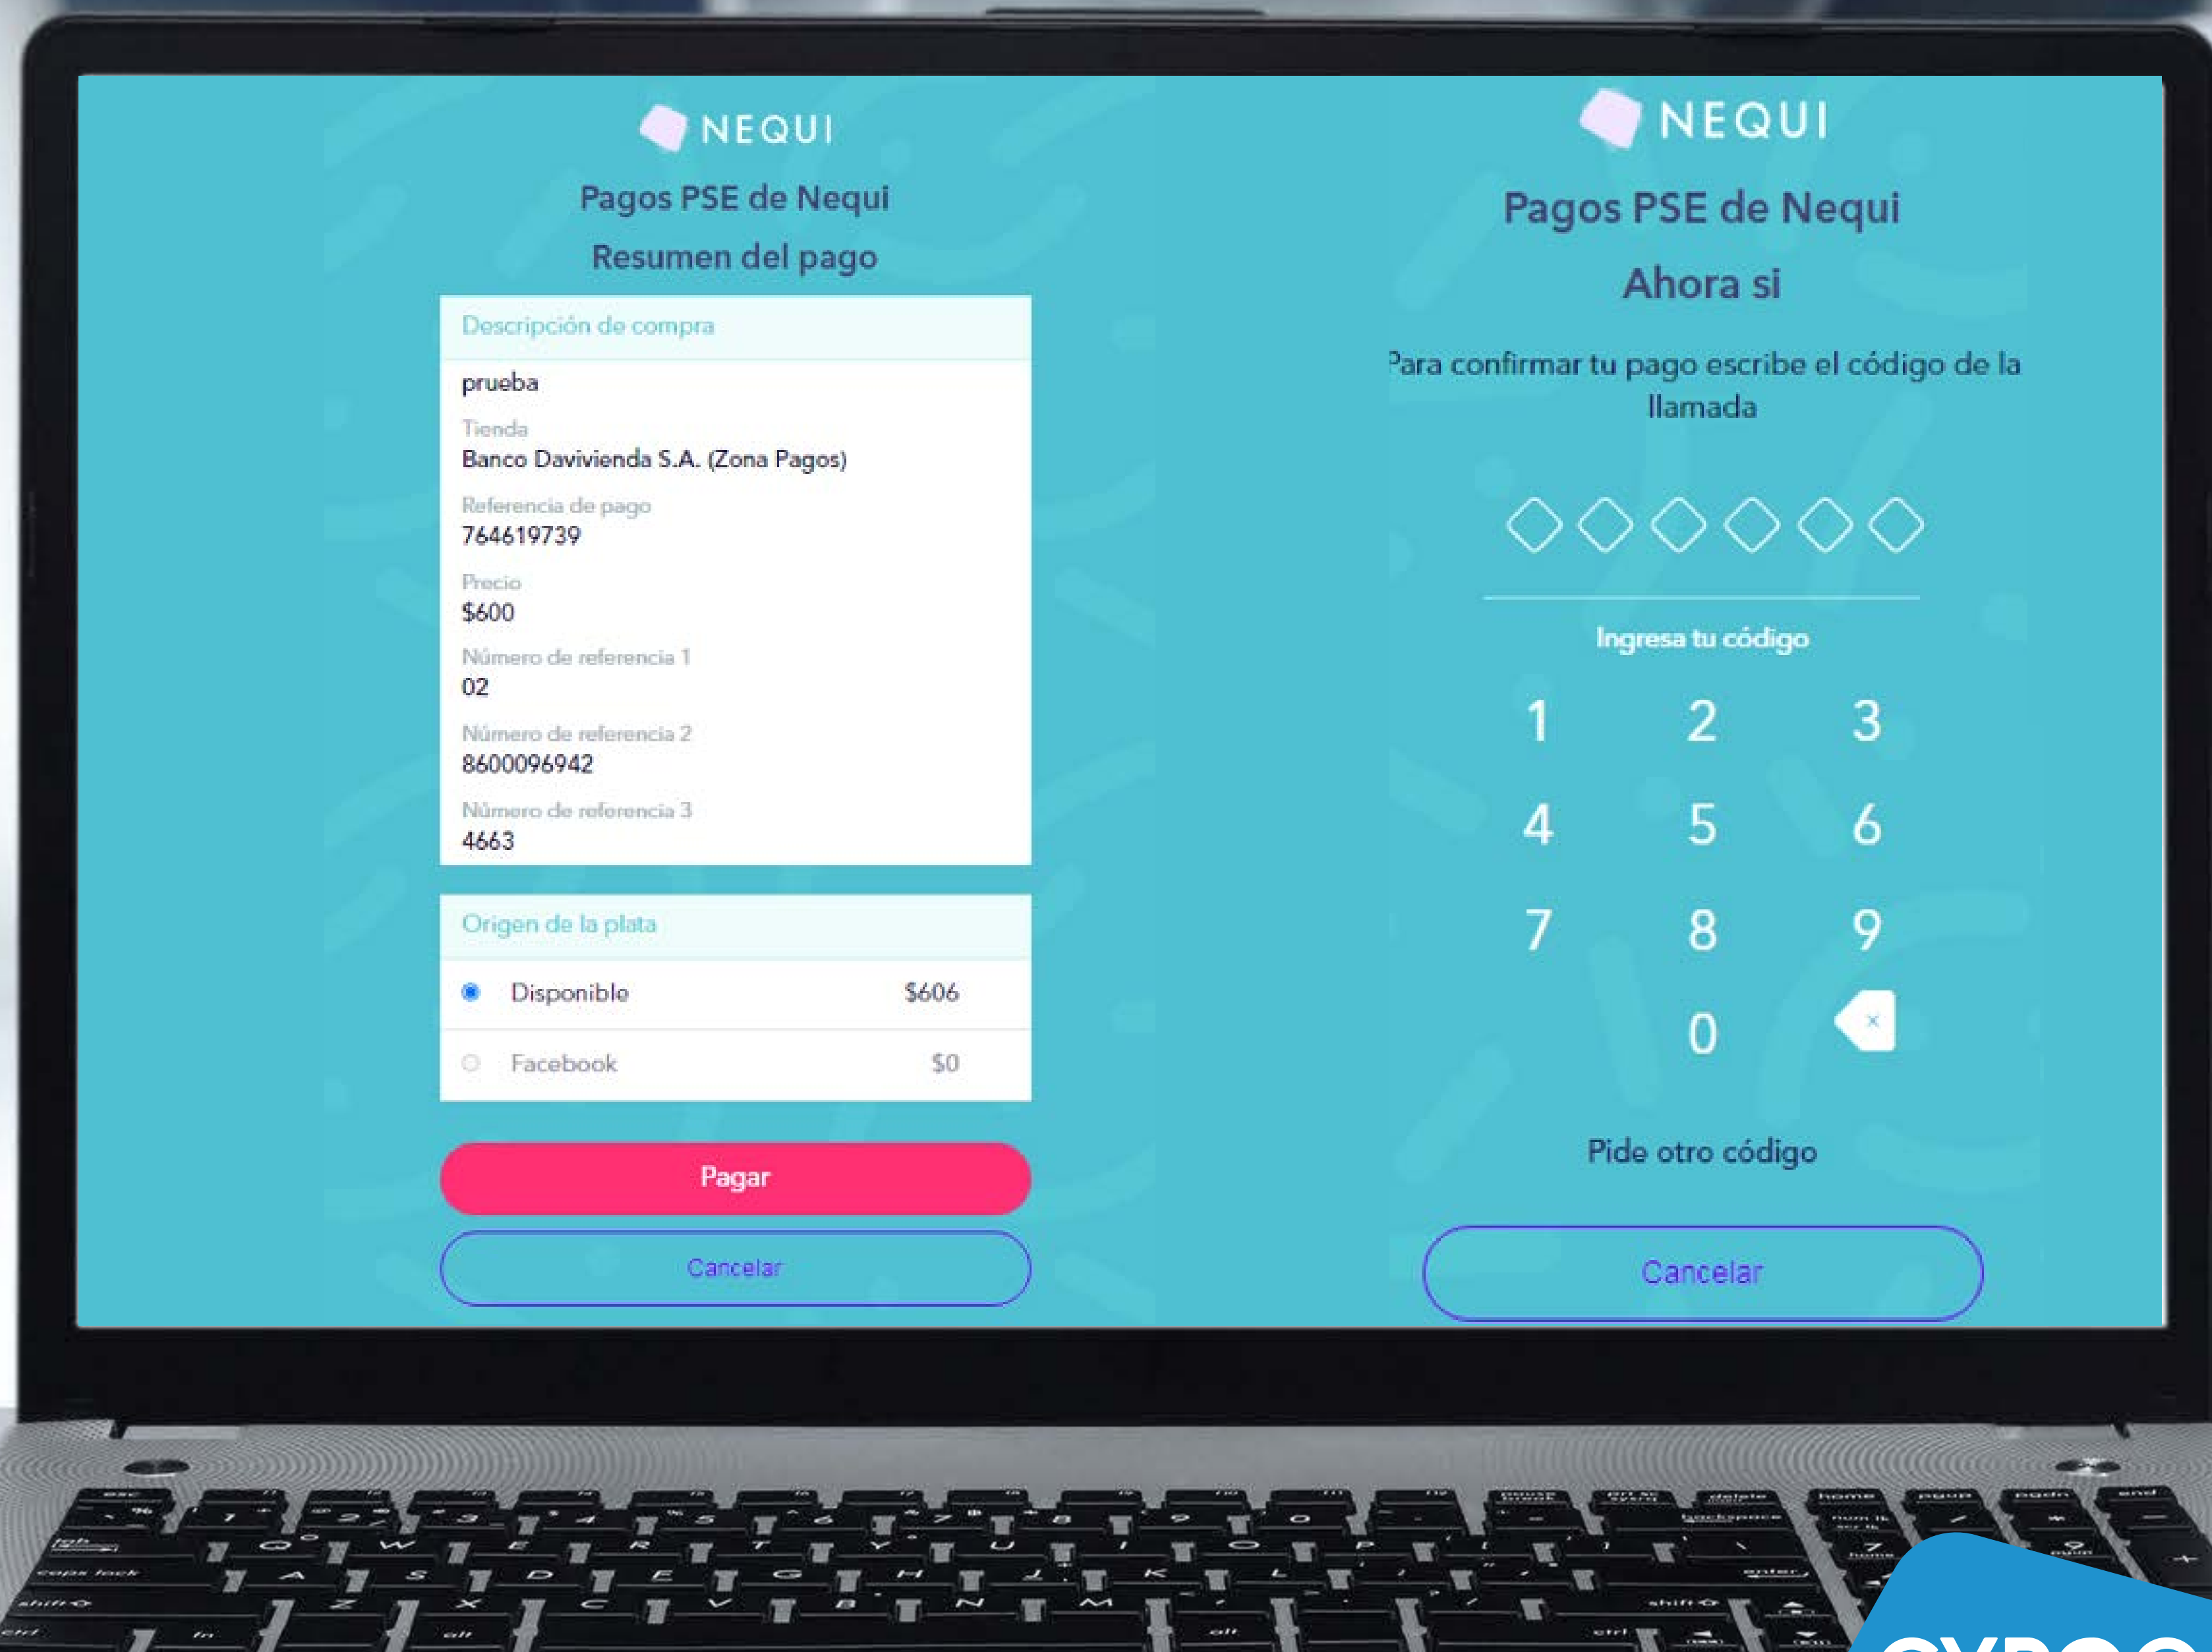 NEQUI
Pagos PSE de Nequi
Resumen del pago
Descripción de compra
prueba
Tienda
Banco Davivienda S.A. (Zona Pagos)
Referencia de pago
764619739
Precio
$600
Número de referencia 1
02
Número de referencia 2
8600096942
Número de referencia 3
4663
Origen de la plata
Disponible $606
Facebook $0
Pagar
Cancelar
NEQUI
Pagos PSE de Nequi
Ahora si
Para confirmar tu pago escribe el código de la
llamada
Ingresa tu código
1 2 3
4 5 6
7 8 9
0
Pide otro código
Cancelar